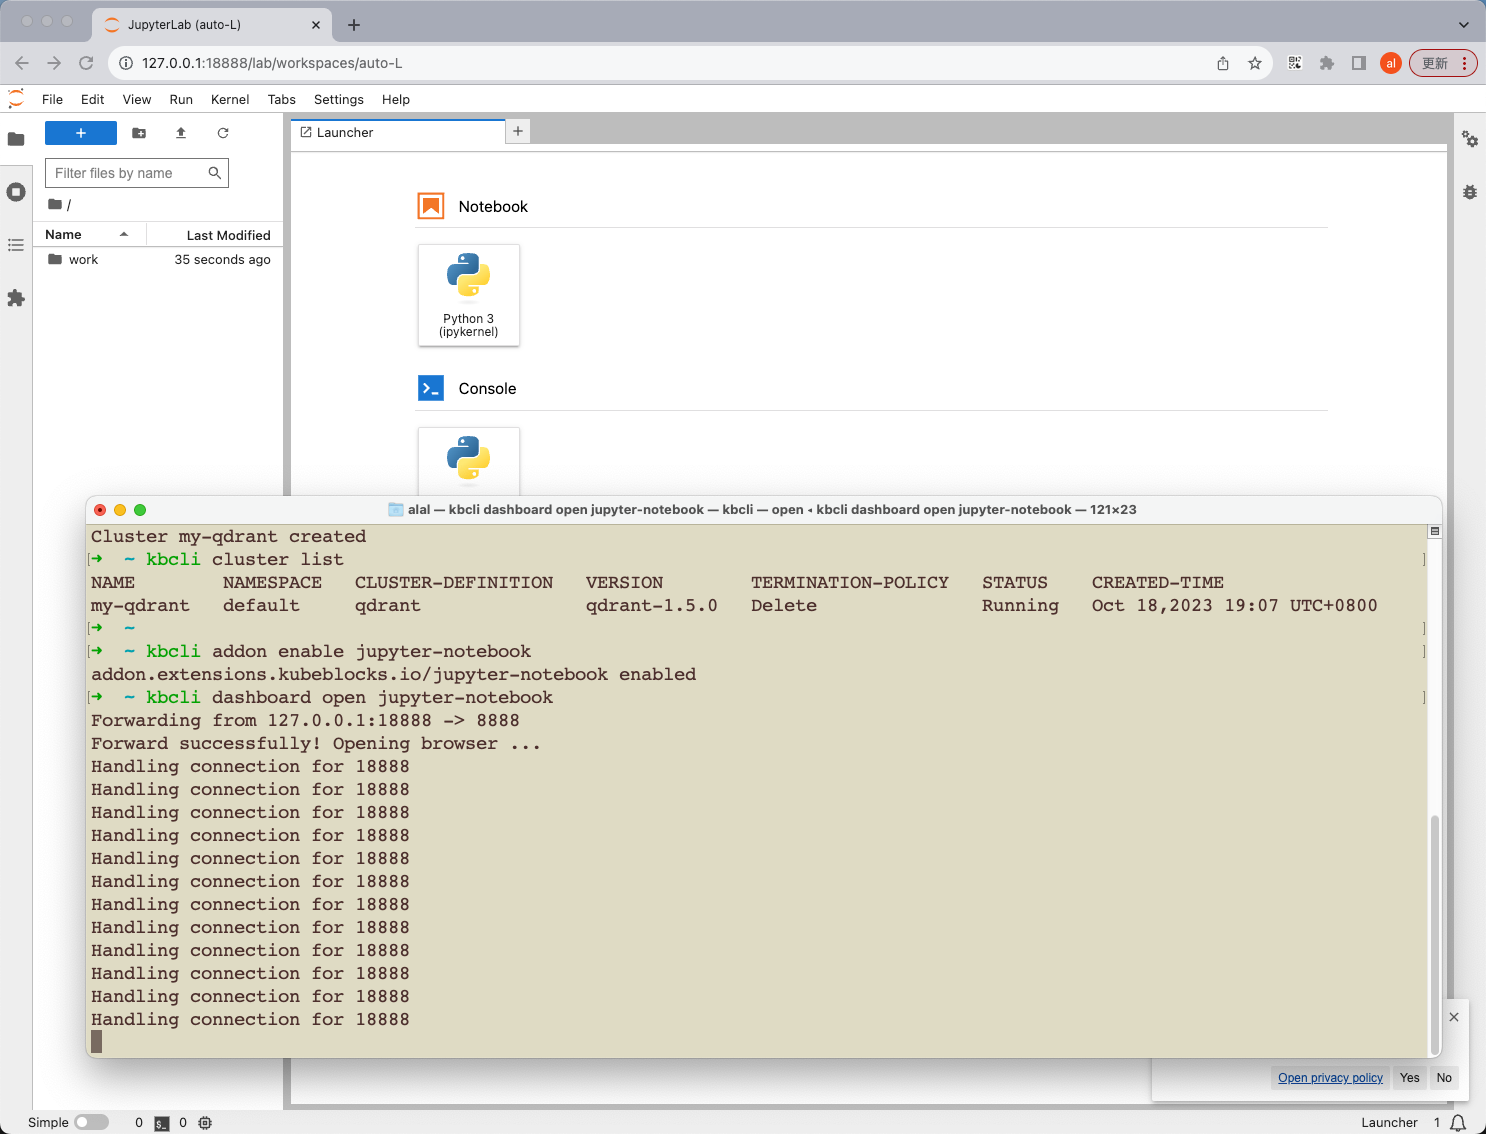 JupyterLab (auto-L)
127.0.0.1:18888/lab/workspaces/auto-L
al
更新
File Edit View Run Kernel Tabs Settings Help
Filter files by name
/
Name Last Modified
work 35 seconds ago
Launcher
Notebook
Python 3
(ipykernel)
Console
alal — kbcli dashboard open jupyter-notebook — kbcli — open ◂ kbcli dashboard open jupyter-notebook — 121×23
Cluster my-qdrant created
[➜ ~ kbcli cluster list ]
NAME NAMESPACE CLUSTER-DEFINITION VERSION TERMINATION-POLICY STATUS CREATED-TIME
my-qdrant default qdrant qdrant-1.5.0 Delete Running Oct 18,2023 19:07 UTC+0800
[➜ ~ ]
[➜ ~ kbcli addon enable jupyter-notebook ]
addon.extensions.kubeblocks.io/jupyter-notebook enabled
[➜ ~ kbcli dashboard open jupyter-notebook ]
Forwarding from 127.0.0.1:18888 -> 8888
Forward successfully! Opening browser ...
Handling connection for 18888
Handling connection for 18888
Handling connection for 18888
Handling connection for 18888
Handling connection for 18888
Handling connection for 18888
Handling connection for 18888
Handling connection for 18888
Handling connection for 18888
Handling connection for 18888
Handling connection for 18888
Handling connection for 18888
Open privacy policy Yes No
Simple 0 $_ 0 Launcher 1